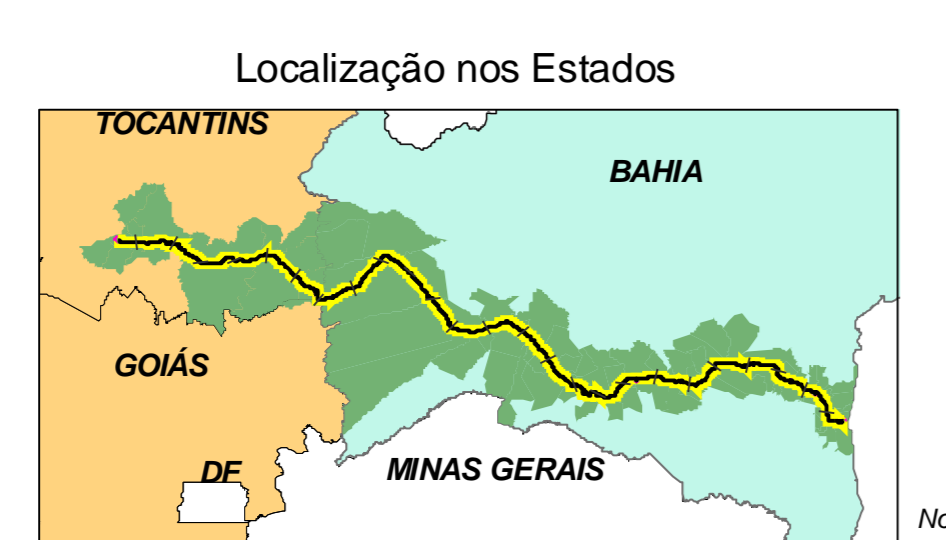 Localização nos Estados
TOCANTINS
BAHIA
GOIÁS
DF
MINAS GERAIS